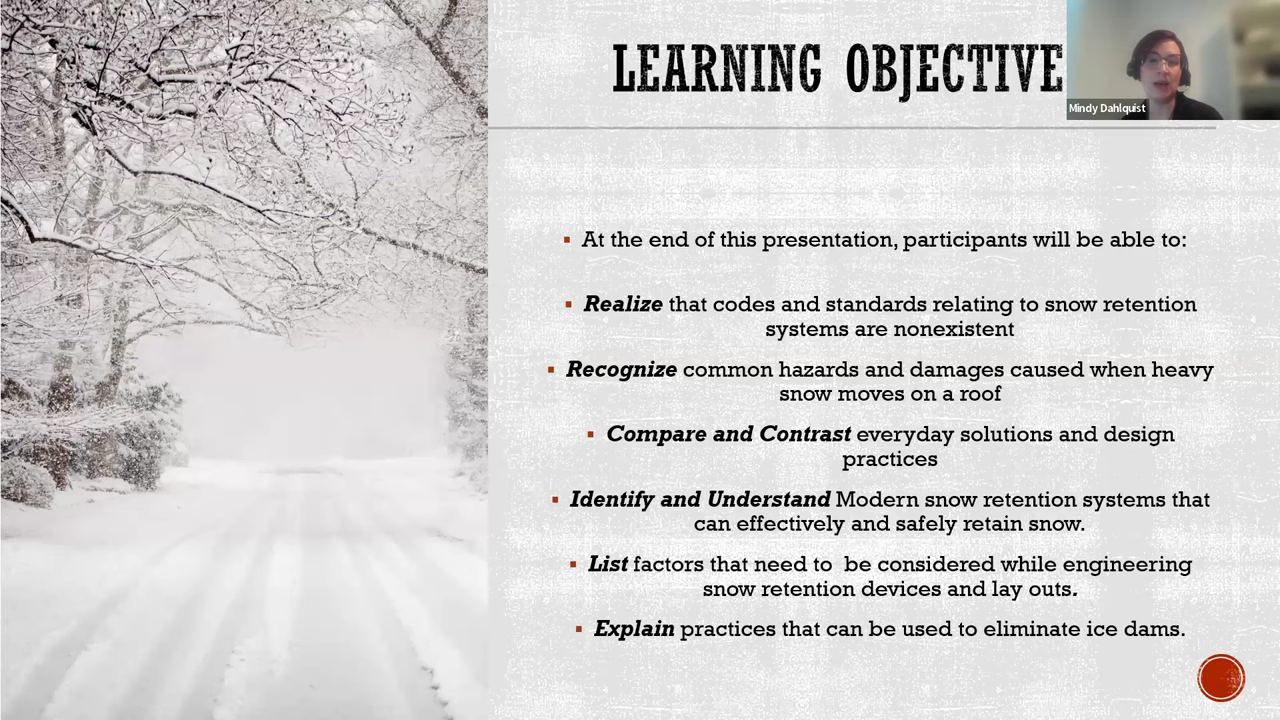 LEARNING OBJECTIVE
Mindy Dahlquist
▪ At the end of this presentation, participants will be able to:
▪ Realize that codes and standards relating to snow retention
systems are nonexistent
▪ Recognize common hazards and damages caused when heavy
snow moves on a roof
▪ Compare and Contrast everyday solutions and design
practices
▪ Identify and Understand Modern snow retention systems that
can effectively and safely retain snow.
▪ List factors that need to  be considered while engineering
snow retention devices and lay outs.
▪ Explain practices that can be used to eliminate ice dams.